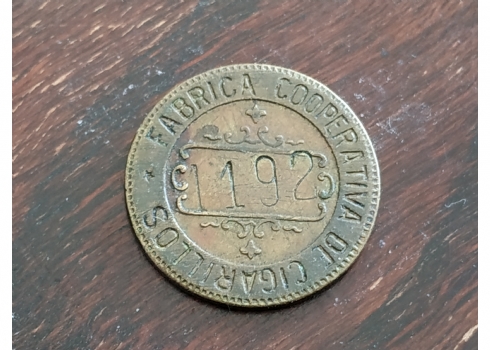 FABRICA COOPERATIVA DE CIGARILLOS
1192